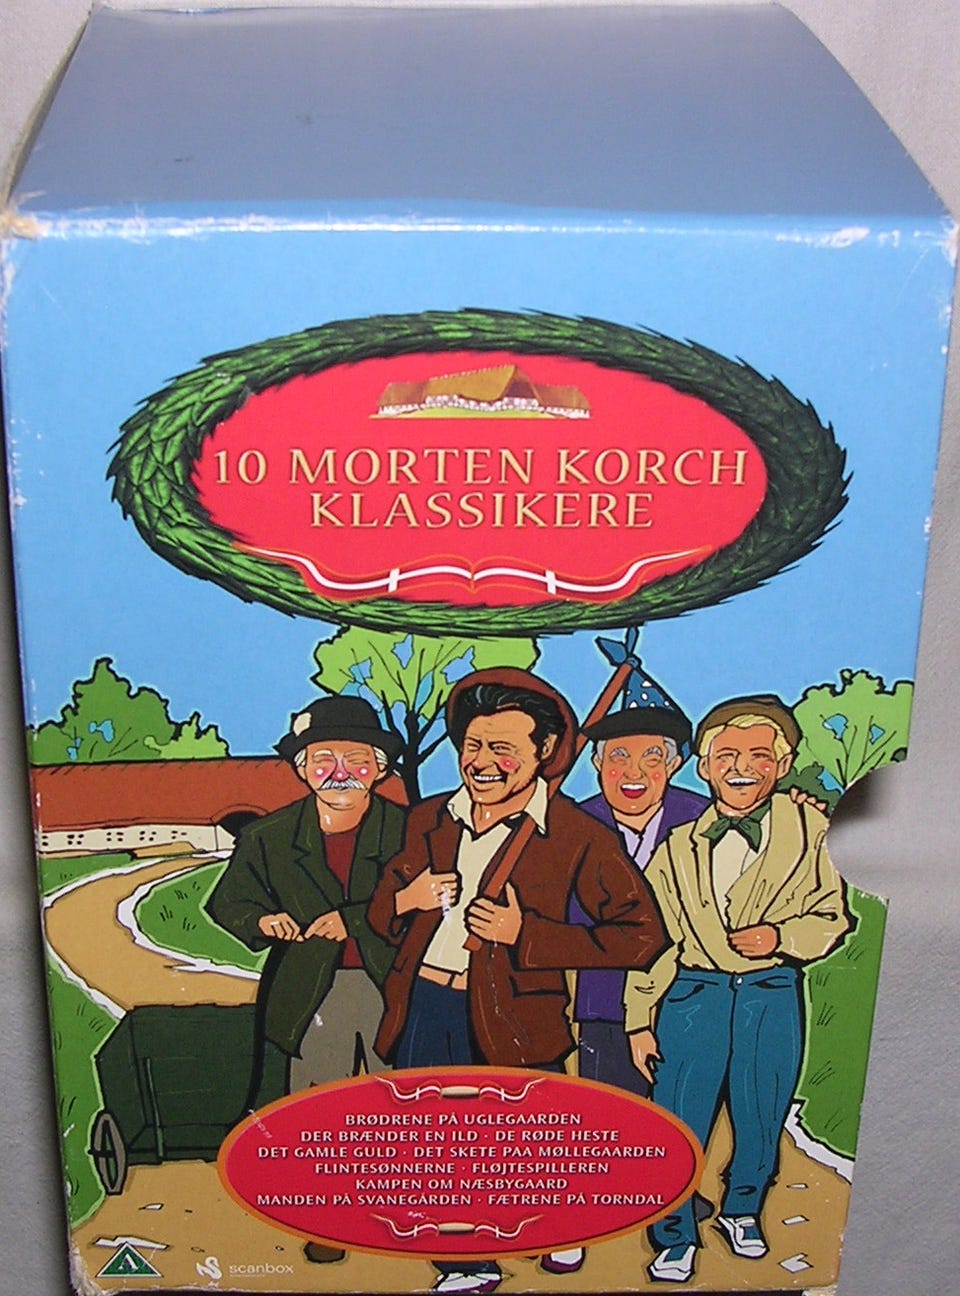 10 MORTEN KORCH
KLASSIKERE
BRØDRENE PÅ UGLEGAARDEN
DER BRÆNDER EN ILD · DE RØDE HESTE
DET GAMLE GULD · DET SKETE PAA MØLLEGAARDEN
FLINTESØNNERNE · FLØJTESPILLEREN
KAMPEN OM NÆSBYGAARD
MANDEN PÅ SVANEGÅRDEN · FÆTRENE PÅ TORNDAL
A
scanbox